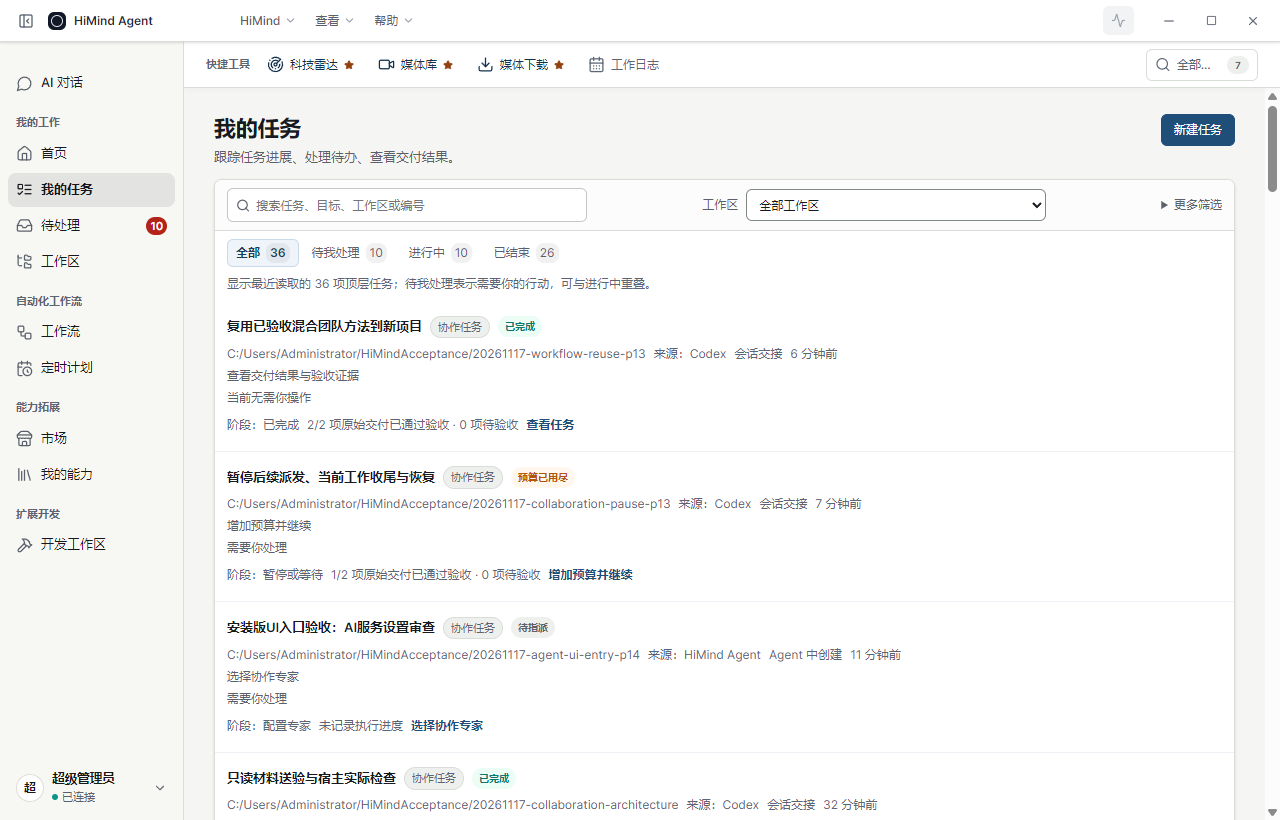 HiMind Agent
HiMind 查看 帮助
AI 对话
我的工作
首页
我的任务
待处理 10
工作区
自动化工作流
工作流
定时计划
能力拓展
市场
我的能力
扩展开发
开发工作区
超 超级管理员
已连接
快捷工具 科技雷达 媒体库 媒体下载 工作日志 全部... 7
我的任务
新建任务
跟踪任务进展、处理待办、查看交付结果。
搜索任务、目标、工作区或编号 工作区 全部工作区 更多筛选
全部 36 待我处理 10 进行中 10 已结束 26
显示最近读取的 36 项顶层任务；待我处理表示需要你的行动，可与进行中重叠。
复用已验收混合团队方法到新项目 协作任务 已完成
C:/Users/Administrator/HiMindAcceptance/20261117-workflow-reuse-p13 来源：Codex 会话交接 6 分钟前
查看交付结果与验收证据
当前无需你操作
阶段：已完成 2/2 项原始交付已通过验收 · 0 项待验收 查看任务
暂停后续派发、当前工作收尾与恢复 协作任务 预算已用尽
C:/Users/Administrator/HiMindAcceptance/20261117-collaboration-pause-p13 来源：Codex 会话交接 7 分钟前
增加预算并继续
需要你处理
阶段：暂停或等待 1/2 项原始交付已通过验收 · 0 项待验收 增加预算并继续
安装版UI入口验收：AI服务设置审查 协作任务 待指派
C:/Users/Administrator/HiMindAcceptance/20261117-agent-ui-entry-p14 来源：HiMind Agent Agent 中创建 11 分钟前
选择协作专家
需要你处理
阶段：配置专家 未记录执行进度 选择协作专家
只读材料送验与宿主实际检查 协作任务 已完成
C:/Users/Administrator/HiMindAcceptance/20261117-collaboration-architecture 来源：Codex 会话交接 32 分钟前